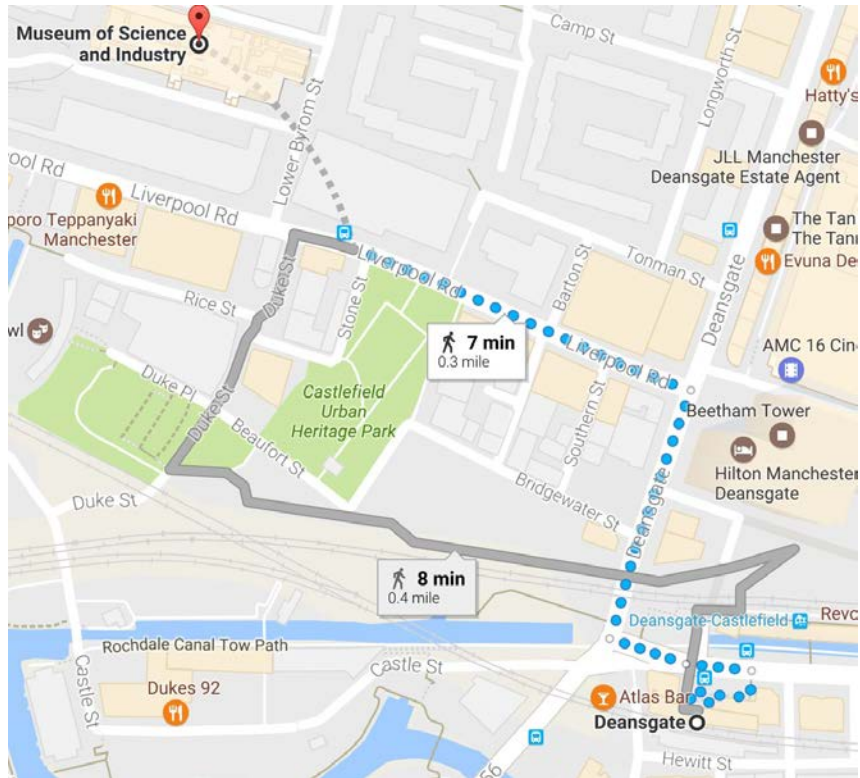 Museum of Science
and Industry
Camp St
Longworth St
Hatty's
Lower Byrom St
JLL Manchester
Deansgate Estate Agent
pool Rd
Liverpool Rd
poro Teppanyaki
Manchester
The Tan
The Tann
Evuna De
Liverpool Rd
Duke St
Tonman St
Barton St
Deansgate
Rice St
Stone St
7 min
0.3 mile
Liverpool Rd
AMC 16 Cin
wl
Duke Pl
Duke St
Castlefield
Urban
Heritage Park
Beaufort St
Southern St
Beetham Tower
Hilton Manchester
Deansgate
Bridgewater St
Duke St
Deansgate
8 min
0.4 mile
Deansgate-Castlefield
Revo
Rochdale Canal Tow Path
Castle St
Castle St
Dukes 92
Atlas Bar
Deansgate
Hewitt St